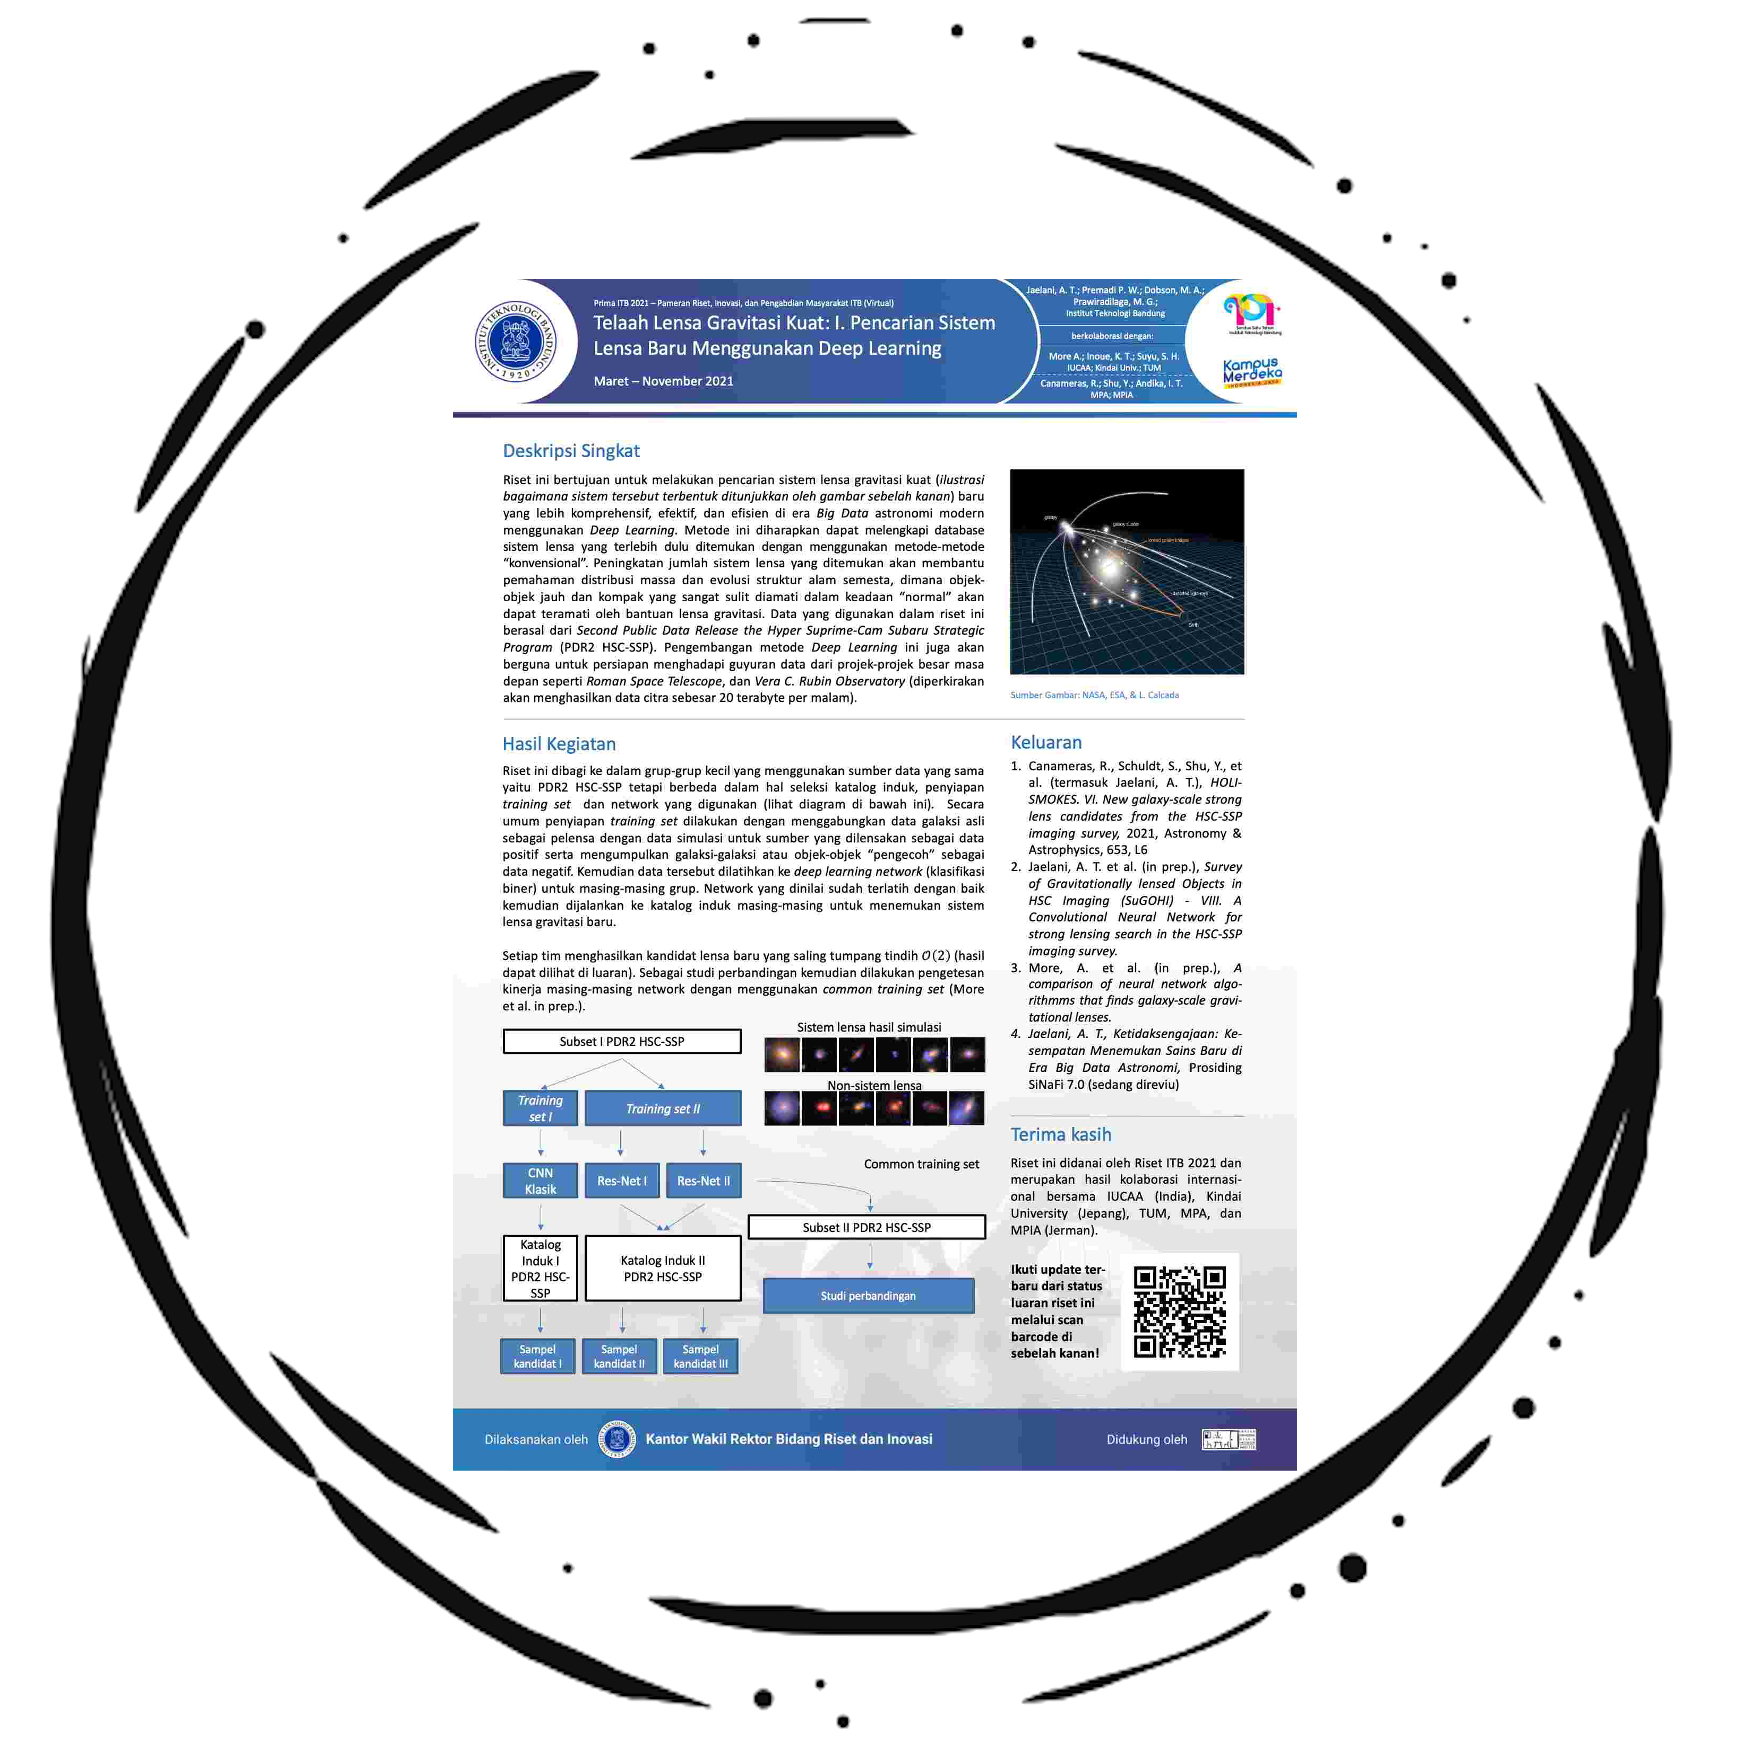 INSTITUT TEKNOLOGI BANDUNG
1920
Prima ITB 2021 – Pameran Riset, Inovasi, dan Pengabdian Masyarakat ITB (Virtual)
Telaah Lensa Gravitasi Kuat: I. Pencarian Sistem
Lensa Baru Menggunakan Deep Learning
Maret – November 2021
Jaelani, A. T.; Premadi P. W.; Dobson, M. A.;
Prawiradilaga, M. G.;
Institut Teknologi Bandung
berkolaborasi dengan:
More A.; Inoue, K. T.; Suyu, S. H.
IUCAA; Kindai Univ.; TUM
Canameras, R.; Shu, Y.; Andika, I. T.
MPA; MPIA
Kampus
Merdeka
INDONESIA JAYA
Deskripsi Singkat
Riset ini bertujuan untuk melakukan pencarian sistem lensa gravitasi kuat (ilustrasi
bagaimana sistem tersebut terbentuk ditunjukkan oleh gambar sebelah kanan) baru
yang lebih komprehensif, efektif, dan efisien di era Big Data astronomi modern
menggunakan Deep Learning. Metode ini diharapkan dapat melengkapi database
sistem lensa yang terlebih dulu ditemukan dengan menggunakan metode-metode
“konvensional”. Peningkatan jumlah sistem lensa yang ditemukan akan membantu
pemahaman distribusi massa dan evolusi struktur alam semesta, dimana objek-
objek jauh dan kompak yang sangat sulit diamati dalam keadaan “normal” akan
dapat teramati oleh bantuan lensa gravitasi. Data yang digunakan dalam riset ini
berasal dari Second Public Data Release the Hyper Suprime-Cam Subaru Strategic
Program (PDR2 HSC-SSP). Pengembangan metode Deep Learning ini juga akan
berguna untuk persiapan menghadapi guyuran data dari projek-projek besar masa
depan seperti Roman Space Telescope, dan Vera C. Rubin Observatory (diperkirakan
akan menghasilkan data citra sebesar 20 terabyte per malam).
Sumber Gambar: NASA, ESA, & L. Calcada
Hasil Kegiatan
Riset ini dibagi ke dalam grup-grup kecil yang menggunakan sumber data yang sama
yaitu PDR2 HSC-SSP tetapi berbeda dalam hal seleksi katalog induk, penyiapan
training set dan network yang digunakan (lihat diagram di bawah ini). Secara
umum penyiapan training set dilakukan dengan menggabungkan data galaksi asli
sebagai pelensa dengan data simulasi untuk sumber yang dilensakan sebagai data
positif serta mengumpulkan galaksi-galaksi atau objek-objek “pengecoh” sebagai
data negatif. Kemudian data tersebut dilatihkan ke deep learning network (klasifikasi
biner) untuk masing-masing grup. Network yang dinilai sudah terlatih dengan baik
kemudian dijalankan ke katalog induk masing-masing untuk menemukan sistem
lensa gravitasi baru.
Setiap tim menghasilkan kandidat lensa baru yang saling tumpang tindih O(2) (hasil
dapat dilihat di luaran). Sebagai studi perbandingan kemudian dilakukan pengetesan
kinerja masing-masing network dengan menggunakan common training set (More
et al. in prep.).
Subset I PDR2 HSC-SSP
Training
set I
Training set II
CNN
Klasik
Res-Net I
Res-Net II
Katalog
Induk I
PDR2 HSC-
SSP
Katalog Induk II
PDR2 HSC-SSP
Sampel
kandidat I
Sampel
kandidat II
Sampel
kandidat III
Sistem lensa hasil simulasi
Non-sistem lensa
Common training set
Subset II PDR2 HSC-SSP
Studi perbandingan
Keluaran
1. Canameras, R., Schuldt, S., Shu, Y., et
al. (termasuk Jaelani, A. T.), HOLI-
SMOKES. VI. New galaxy-scale strong
lens candidates from the HSC-SSP
imaging survey, 2021, Astronomy &
Astrophysics, 653, L6
2. Jaelani, A. T. et al. (in prep.), Survey
of Gravitationally lensed Objects in
HSC Imaging (SuGOHI) - VIII. A
Convolutional Neural Network for
strong lensing search in the HSC-SSP
imaging survey.
3. More, A. et al. (in prep.), A
comparison of neural network algo-
rithmms that finds galaxy-scale gravi-
tational lenses.
4. Jaelani, A. T., Ketidaksengajaan: Ke-
sempatan Menemukan Sains Baru di
Era Big Data Astronomi, Prosiding
SiNaFi 7.0 (sedang direviu)
Terima kasih
Riset ini didanai oleh Riset ITB 2021 dan
merupakan hasil kolaborasi internasi-
onal bersama IUCAA (India), Kindai
University (Jepang), TUM, MPA, dan
MPIA (Jerman).
Ikuti update ter-
baru dari status
luaran riset ini
melalui scan
barcode di
sebelah kanan!
Dilaksanakan oleh
Kantor Wakil Rektor Bidang Riset dan Inovasi
Didukung oleh